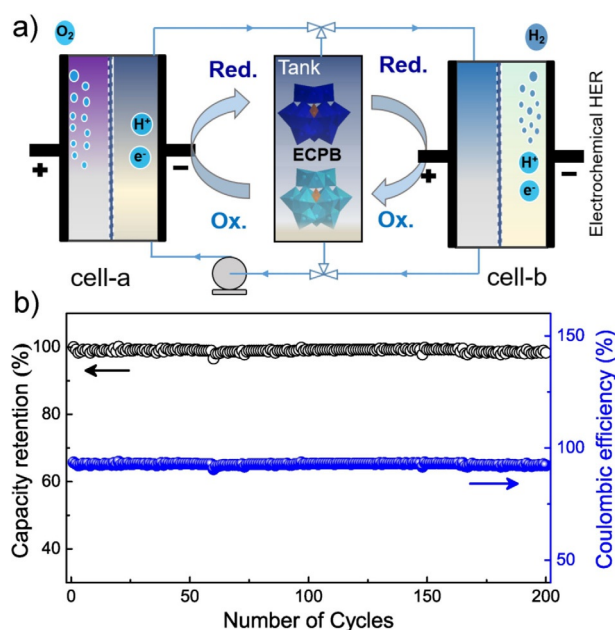 a)
O2
H2
Red.
Tank
Red.
H+
e-
ECPB
H+
e-
+
−
+
−
Ox.
Ox.
Electrochemical HER
cell-a
cell-b
b)
Capacity retention (%)
100
80
60
40
150
100
50
Coulombic efficiency (%)
0
50
100
150
200
Number of Cycles